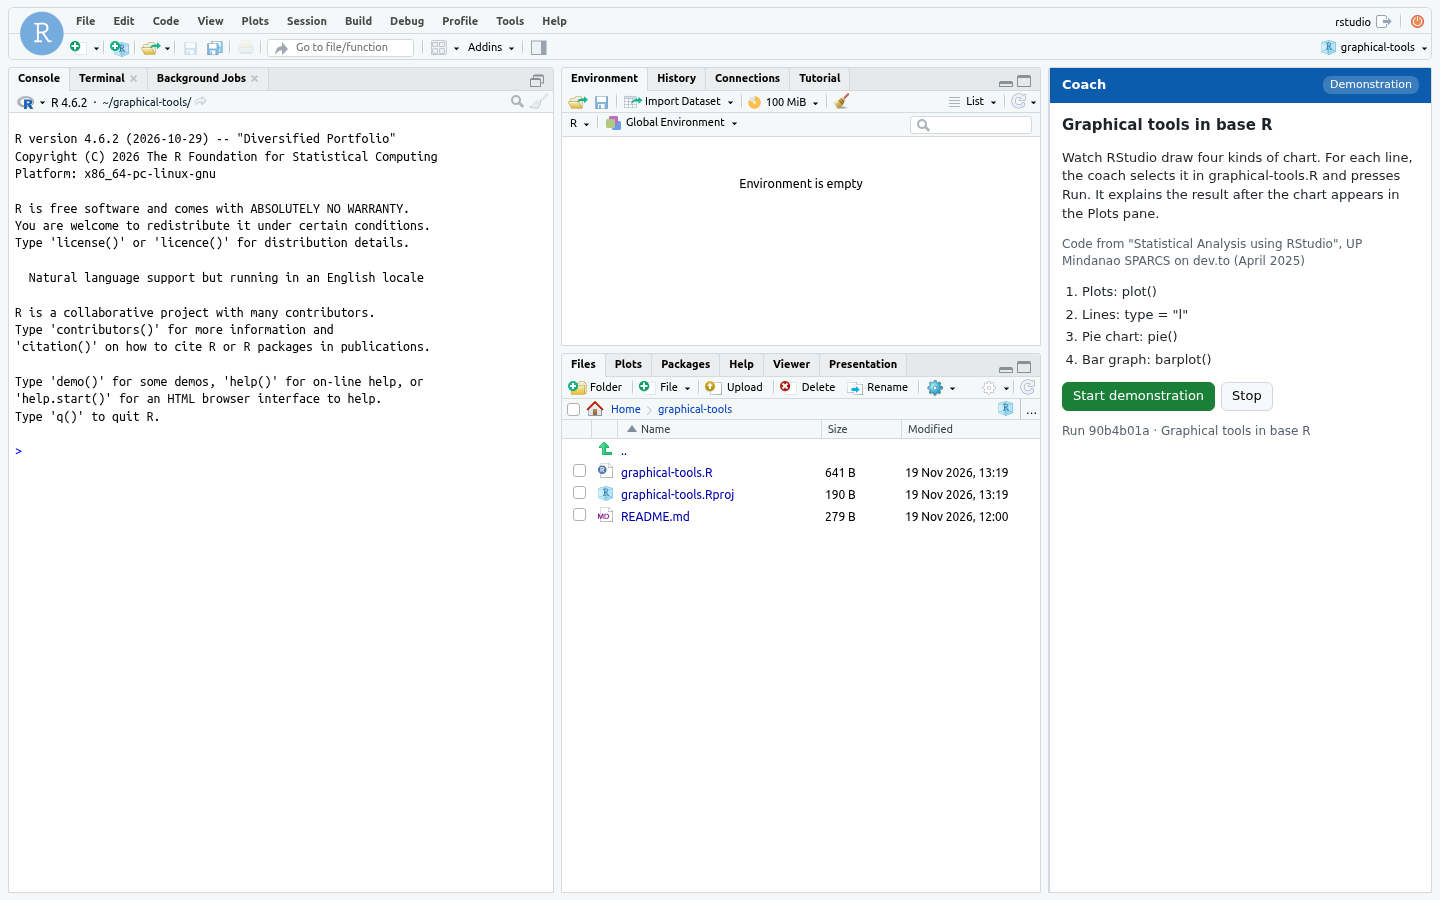 File Edit Code View Plots Session Build Debug Profile Tools Help
rstudio
R
Go to file/function
Addins
graphical-tools
Console Terminal Background Jobs
R 4.6.2 · ~/graphical-tools/
R version 4.6.2 (2026-10-29) -- "Diversified Portfolio"
Copyright (C) 2026 The R Foundation for Statistical Computing
Platform: x86_64-pc-linux-gnu
R is free software and comes with ABSOLUTELY NO WARRANTY.
You are welcome to redistribute it under certain conditions.
Type 'license()' or 'licence()' for distribution details.
Natural language support but running in an English locale
R is a collaborative project with many contributors.
Type 'contributors()' for more information and
'citation()' on how to cite R or R packages in publications.
Type 'demo()' for some demos, 'help()' for on-line help, or
'help.start()' for an HTML browser interface to help.
Type 'q()' to quit R.
>
Environment History Connections Tutorial
Import Dataset 100 MiB List
R Global Environment
Environment is empty
Files Plots Packages Help Viewer Presentation
Folder File Upload Delete Rename
Home graphical-tools ...
Name Size Modified
..
graphical-tools.R 641 B 19 Nov 2026, 13:19
graphical-tools.Rproj 190 B 19 Nov 2026, 13:19
README.md 279 B 19 Nov 2026, 12:00
Coach Demonstration
Graphical tools in base R
Watch RStudio draw four kinds of chart. For each line,
the coach selects it in graphical-tools.R and presses
Run. It explains the result after the chart appears in
the Plots pane.
Code from "Statistical Analysis using RStudio", UP
Mindanao SPARCS on dev.to (April 2025)
1. Plots: plot()
2. Lines: type = "l"
3. Pie chart: pie()
4. Bar graph: barplot()
Start demonstration Stop
Run 90b4b01a · Graphical tools in base R